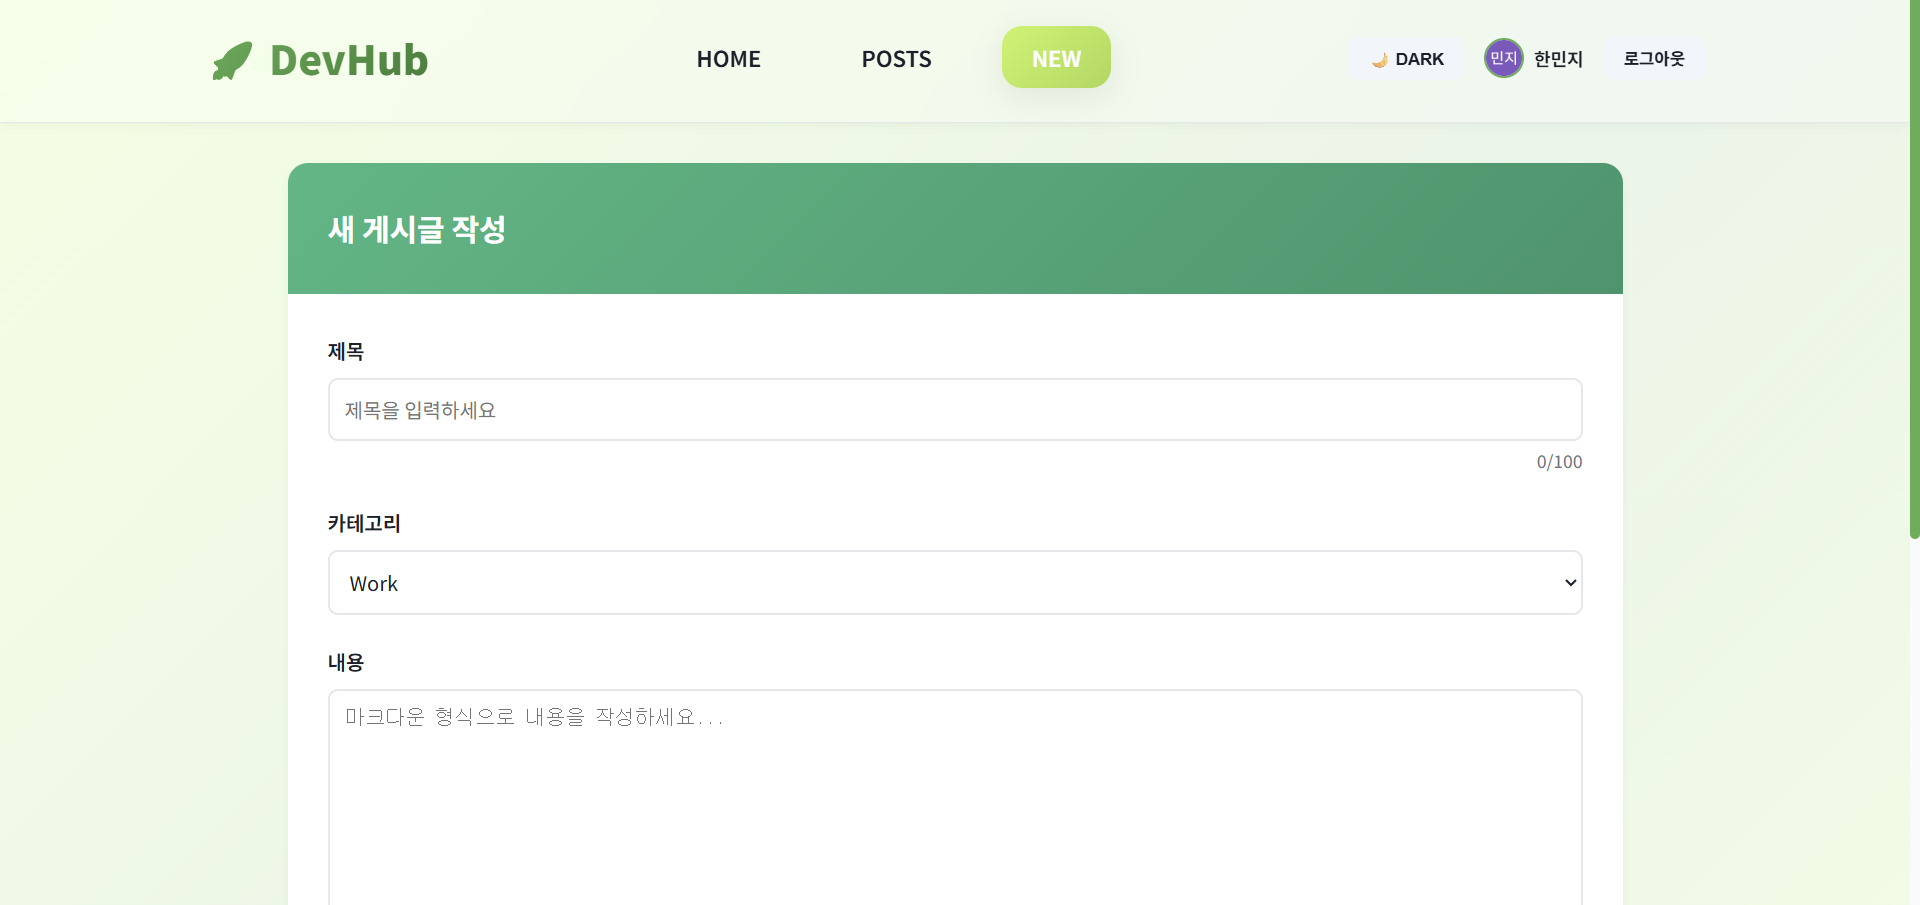 DevHub
HOME
POSTS
NEW
🌙 DARK
민지
한민지
로그아웃
새 게시글 작성
제목
제목을 입력하세요
0/100
카테고리
Work
내용
마크다운 형식으로 내용을 작성하세요...